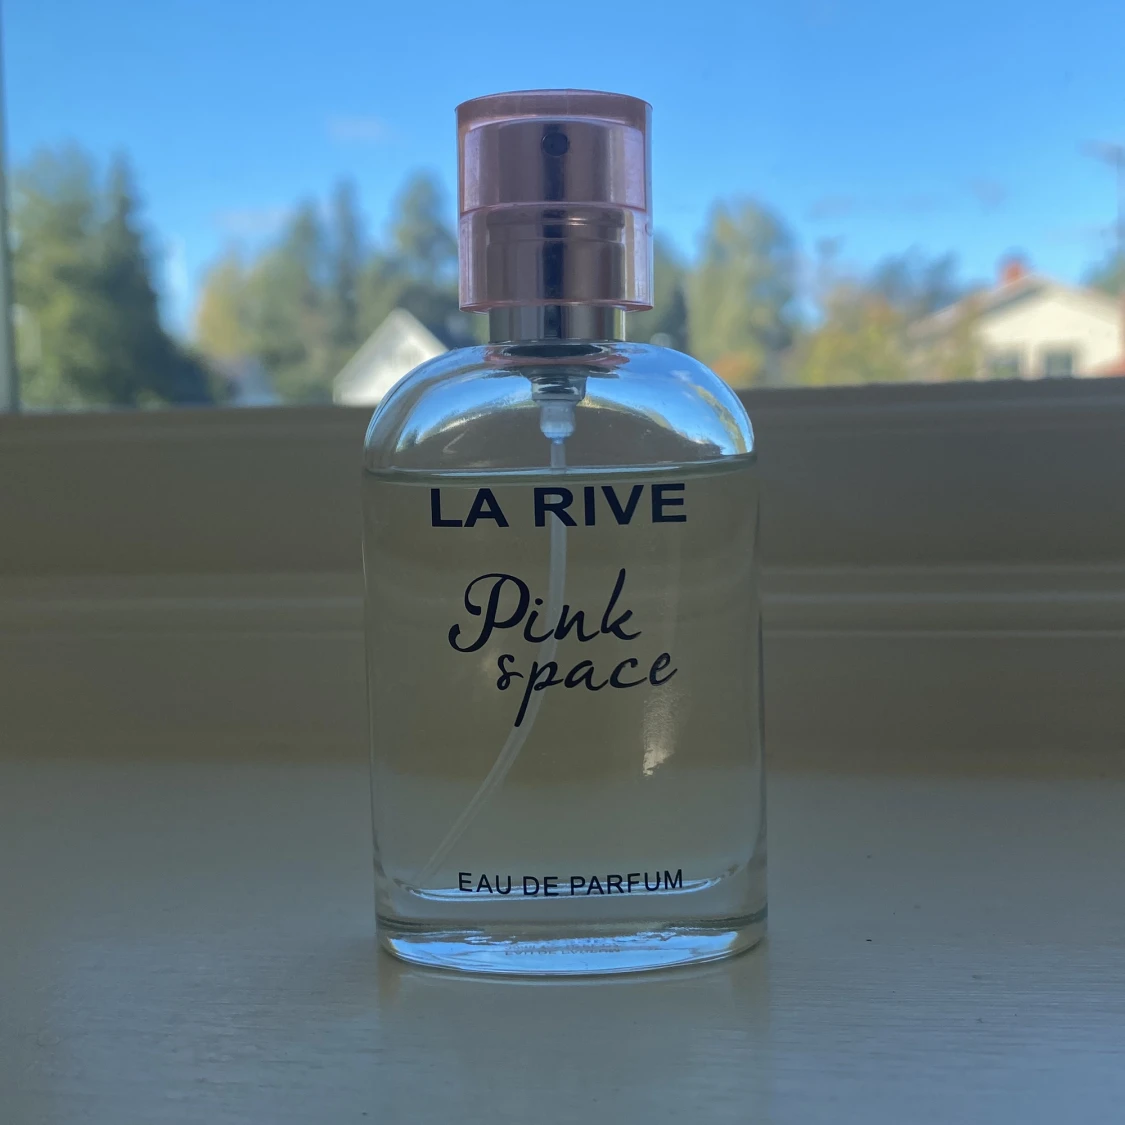 LA RIVE
Pink
space
EAU DE PARFUM